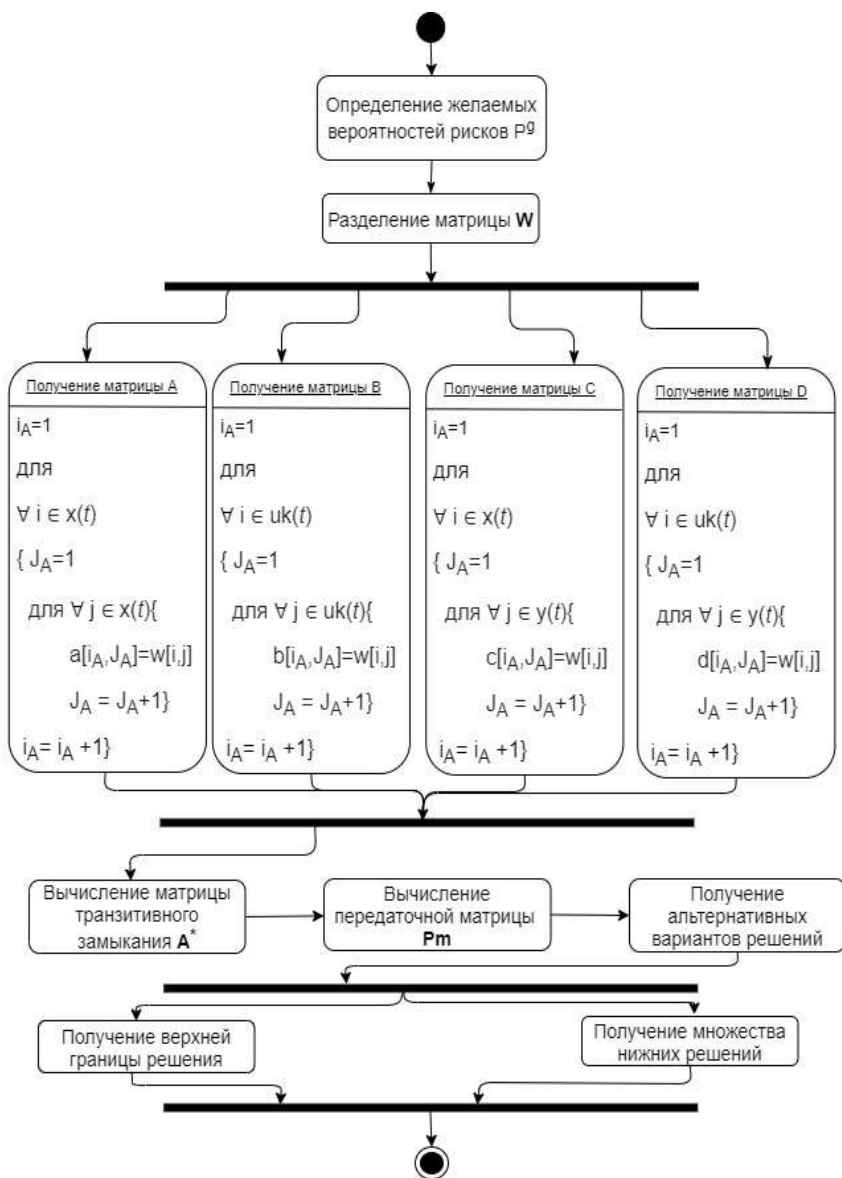 Определение желаемых
вероятностей рисков P^g
Разделение матрицы W
Получение матрицы A
i_A=1
для
∀ i ∈ x(t)
{ J_A=1
для ∀ j ∈ x(t){
a[i_A,J_A]=w[i,j]
J_A = J_A+1}
i_A= i_A +1}
Получение матрицы B
i_A=1
для
∀ i ∈ uk(t)
{ J_A=1
для ∀ j ∈ uk(t){
b[i_A,J_A]=w[i,j]
J_A = J_A+1}
i_A= i_A +1}
Получение матрицы C
i_A=1
для
∀ i ∈ x(t)
{ J_A=1
для ∀ j ∈ y(t){
c[i_A,J_A]=w[i,j]
J_A = J_A+1}
i_A= i_A +1}
Получение матрицы D
i_A=1
для
∀ i ∈ uk(t)
{ J_A=1
для ∀ j ∈ y(t){
d[i_A,J_A]=w[i,j]
J_A = J_A+1}
i_A= i_A +1}
Вычисление матрицы
транзитивного
замыкания A*
Вычисление
передаточной матрицы
Pm
Получение
альтернативных
вариантов решений
Получение верхней
границы решения
Получение множества
нижних решений